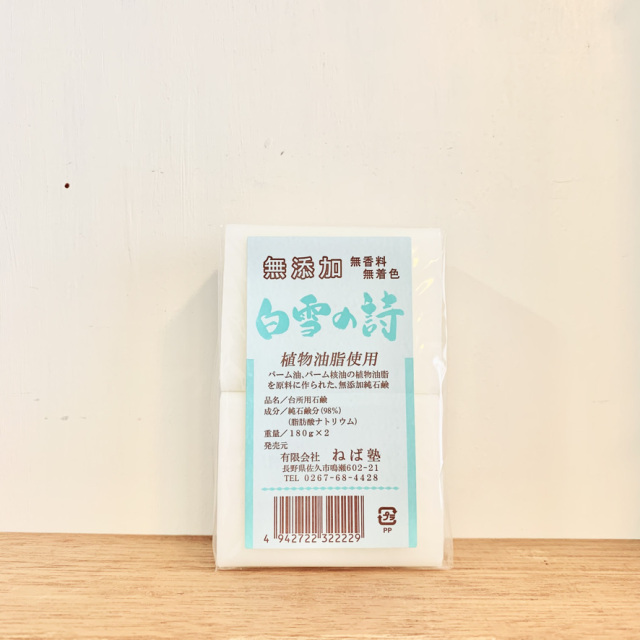 無添加 無香料
無着色
白雪の詩
植物油脂使用
パーム油、パーム核油の植物油脂
を原料に作られた、無添加純石鹸
品名／台所用石鹸
成分／純石鹸分(98%)
(脂肪酸ナトリウム)
重量／180g×2
発売元
有限会社 ねば塾
長野県佐久市鳴瀬602-21
TEL 0267-68-4428
4 942722 322229
プラ
PP